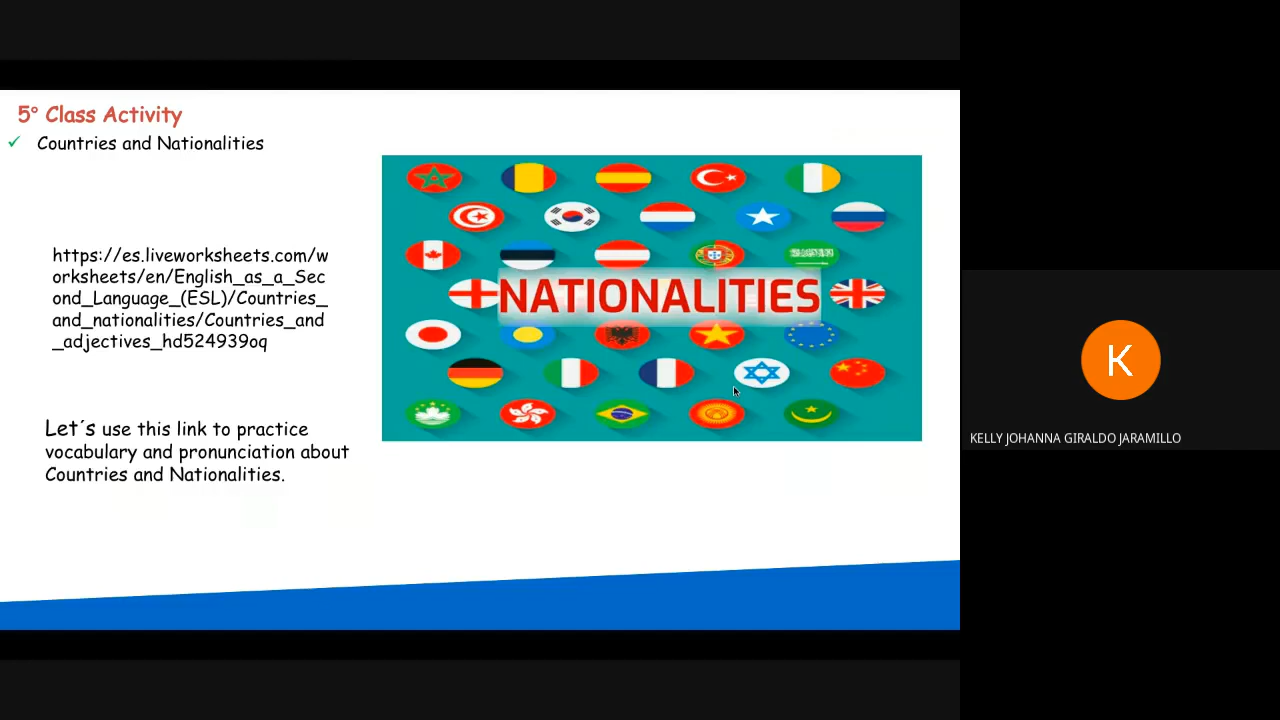 5° Class Activity
✓ Countries and Nationalities
https://es.liveworksheets.com/w
orksheets/en/English_as_a_Sec
ond_Language_(ESL)/Countries_
and_nationalities/Countries_and
_adjectives_hd524939oq
Let´s use this link to practice
vocabulary and pronunciation about
Countries and Nationalities.
NATIONALITIES
K
KELLY JOHANNA GIRALDO JARAMILLO